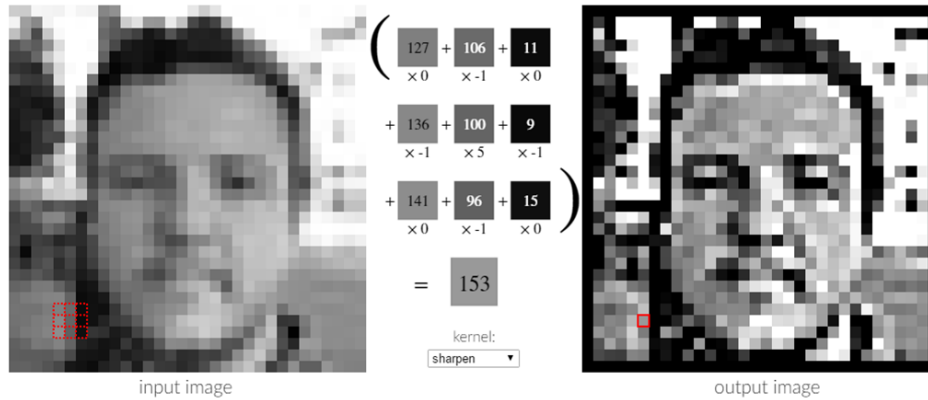 ( 127 + 106 + 11
×0 ×-1 ×0
+ 136 + 100 + 9
×-1 ×5 ×-1
+ 141 + 96 + 15 )
×0 ×-1 ×0
= 153
kernel:
sharpen
input image
output image